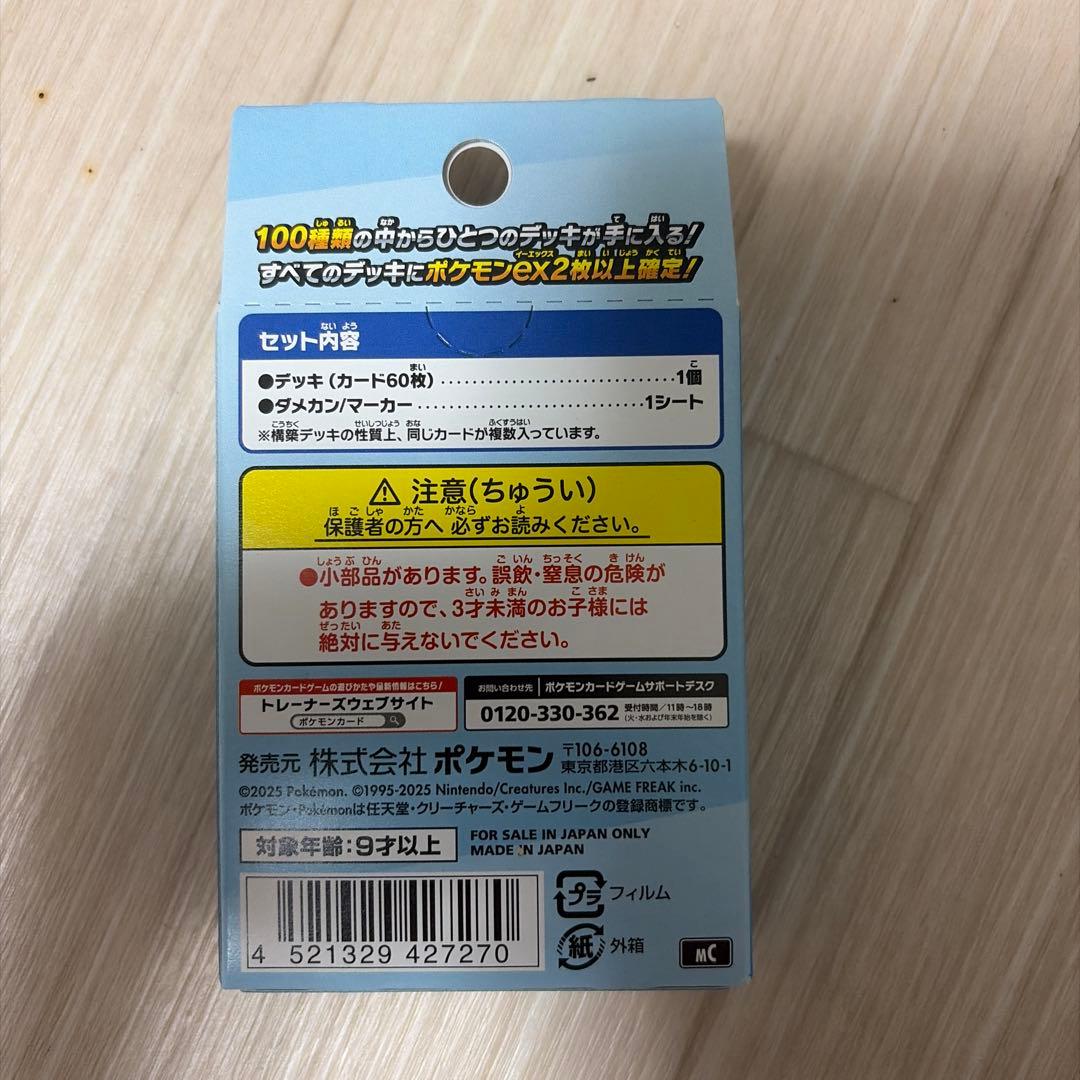 100種類の中からひとつのデッキが手に入る!
すべてのデッキにポケモンex2枚以上確定!
セット内容
●デッキ(カード60枚)..............................1個
●ダメカン/マーカー..............................1シート
※構築デッキの性質上、同じカードが複数入っています。
⚠ 注意(ちゅうい)
保護者の方へ 必ずお読みください。
●小部品があります。誤飲・窒息の危険が
ありますので、3才未満のお子様には
絶対に与えないでください。
ポケモンカードゲームの遊びかたや最新情報はこちら!
トレーナーズウェブサイト
ポケモンカード
お問い合わせ先 ポケモンカードゲームサポートデスク
0120-330-362 受付時間/11時~18時
(火・水および年末年始を除く)
発売元 株式会社 ポケモン 〒106-6108
東京都港区六本木6-10-1
©2025 Pokémon. ©1995-2025 Nintendo/Creatures Inc./GAME FREAK inc.
ポケモン・Pokémonは任天堂・クリーチャーズ・ゲームフリークの登録商標です。
対象年齢:9才以上
FOR SALE IN JAPAN ONLY
MADE IN JAPAN
4 521329 427270
プラ フィルム
紙 外箱
MC